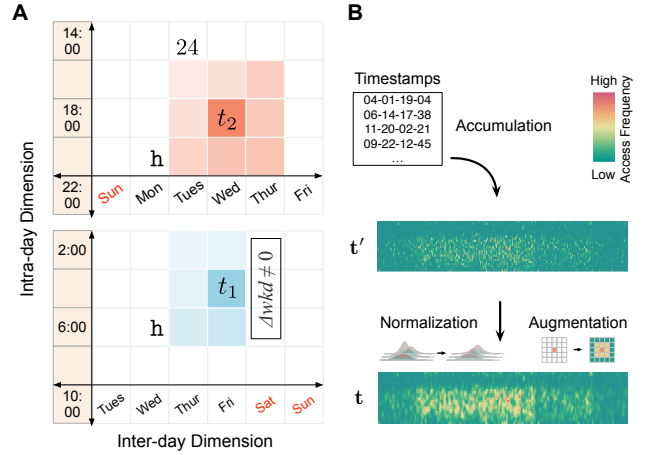 A
Intra-day Dimension
14:
00
18:
00
22:
00
24
t2
h
Sun
Mon
Tues
Wed
Thur
Fri
2:00
6:00
10:
00
t1
h
Δwkd ≠ 0
Tues
Wed
Thur
Fri
Sat
Sun
Inter-day Dimension
B
Timestamps
04-01-19-04
06-14-17-38
11-20-02-21
09-22-12-45
...
Accumulation
High
Low
Access Frequency
t′
Normalization
Augmentation
t